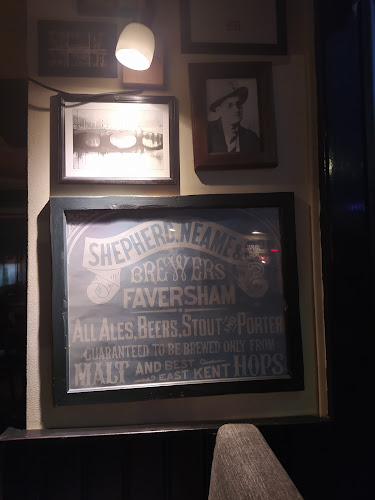 SHEPHERD, NEAME & Co
BREWERS
FAVERSHAM
ALL ALES, BEERS, STOUT AND PORTER
GUARANTEED TO BE BREWED ONLY FROM
MALT AND BEST HOPS
EAST KENT